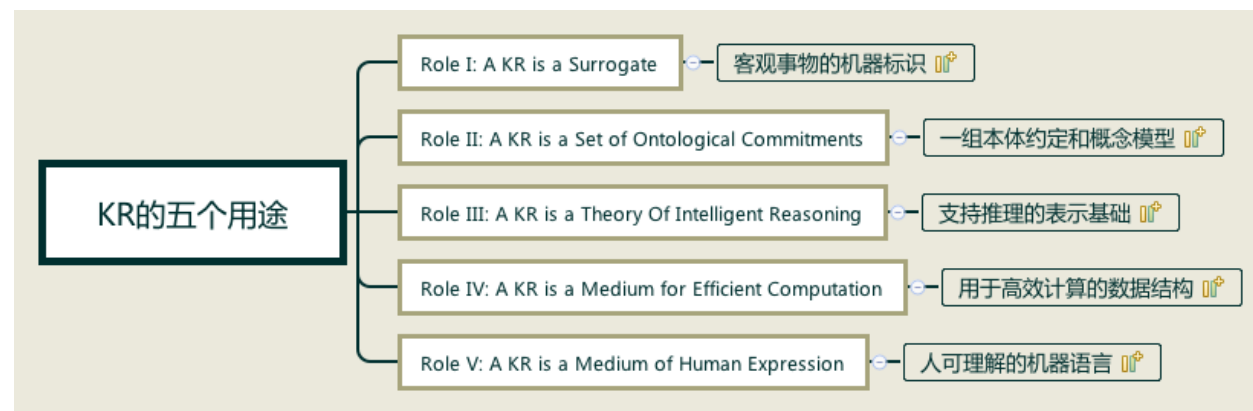 KR的五个用途
Role I: A KR is a Surrogate
客观事物的机器标识
Role II: A KR is a Set of Ontological Commitments
一组本体约定和概念模型
Role III: A KR is a Theory Of Intelligent Reasoning
支持推理的表示基础
Role IV: A KR is a Medium for Efficient Computation
用于高效计算的数据结构
Role V: A KR is a Medium of Human Expression
人可理解的机器语言